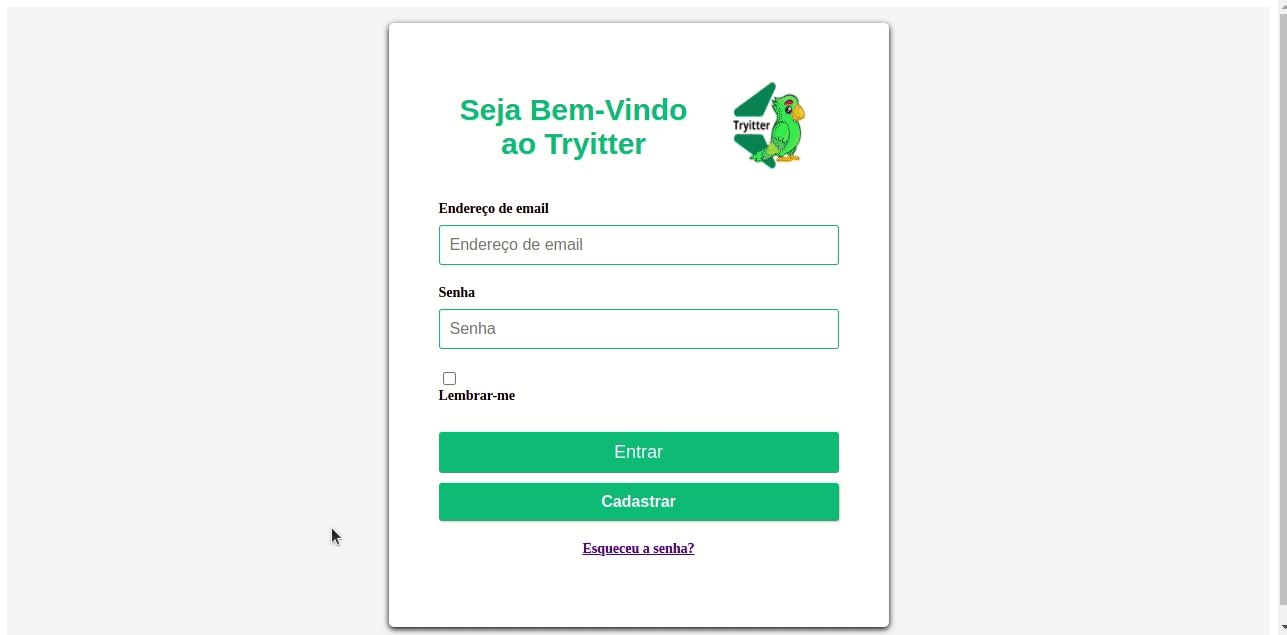 Seja Bem-Vindo
ao Tryitter
Tryitter
Endereço de email
Endereço de email
Senha
Senha
Lembrar-me
Entrar
Cadastrar
Esqueceu a senha?